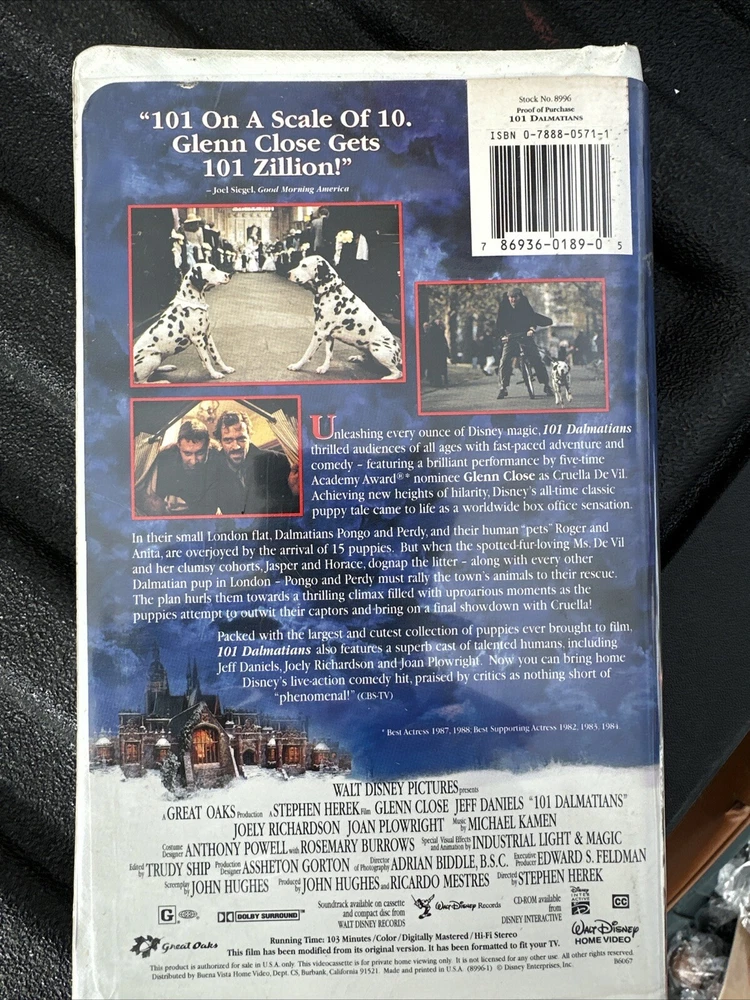 Stock No. 8996
Proof of Purchase
101 DALMATIANS
ISBN 0-7888-0571-1
7 86936-0189-0 5
“101 On A Scale Of 10.
Glenn Close Gets
101 Zillion!”
– Joel Siegel, Good Morning America
Unleashing every ounce of Disney magic, 101 Dalmatians
thrilled audiences of all ages with fast-paced adventure and
comedy – featuring a brilliant performance by five-time
Academy Award®* nominee Glenn Close as Cruella De Vil.
Achieving new heights of hilarity, Disney's all-time classic
puppy tale came to life as a worldwide box office sensation.
In their small London flat, Dalmatians Pongo and Perdy, and their human “pets” Roger and
Anita, are overjoyed by the arrival of 15 puppies. But when the spotted-fur-loving Ms. De Vil
and her clumsy cohorts, Jasper and Horace, dognap the litter – along with every other
Dalmatian pup in London – Pongo and Perdy must rally the town's animals to their rescue.
The plan hurls them towards a thrilling climax filled with uproarious moments as the
puppies attempt to outwit their captors and bring on a final showdown with Cruella!
Packed with the largest and cutest collection of puppies ever brought to film,
101 Dalmatians also features a superb cast of talented humans, including
Jeff Daniels, Joely Richardson and Joan Plowright. Now you can bring home
Disney's live-action comedy hit, praised by critics as nothing short of
“phenomenal!” (CBS-TV)
* Best Actress 1987, 1988; Best Supporting Actress 1982, 1983, 1984.
WALT DISNEY PICTURES presents
A GREAT OAKS Production A STEPHEN HEREK Film GLENN CLOSE JEFF DANIELS “101 DALMATIANS”
JOELY RICHARDSON JOAN PLOWRIGHT Music by MICHAEL KAMEN
Costume Designer ANTHONY POWELL with ROSEMARY BURROWS Special Visual Effects and Animation by INDUSTRIAL LIGHT & MAGIC
Edited by TRUDY SHIP Production Designer ASSHETON GORTON Director of Photography ADRIAN BIDDLE, B.S.C. Executive Producer EDWARD S. FELDMAN
Screenplay by JOHN HUGHES Produced by JOHN HUGHES and RICARDO MESTRES Directed by STEPHEN HEREK
G DOLBY SURROUND
Soundtrack available on cassette
and compact disc from
WALT DISNEY RECORDS
Walt Disney Records
CD-ROM available
from
DISNEY INTERACTIVE
Disney
INTER
ACTIVE
CC
Great Oaks
Walt Disney
HOME VIDEO
Running Time: 103 Minutes/Color/Digitally Mastered/Hi-Fi Stereo
This film has been modified from its original version. It has been formatted to fit your TV.
This product is authorized for sale in U.S.A. only. This videocassette is for private home viewing only. It is not licensed for any other use. All other rights reserved.
Distributed by Buena Vista Home Video, Dept. CS, Burbank, California 91521. Made and printed in U.S.A. (8996-1) © Disney Enterprises, Inc.
B6067